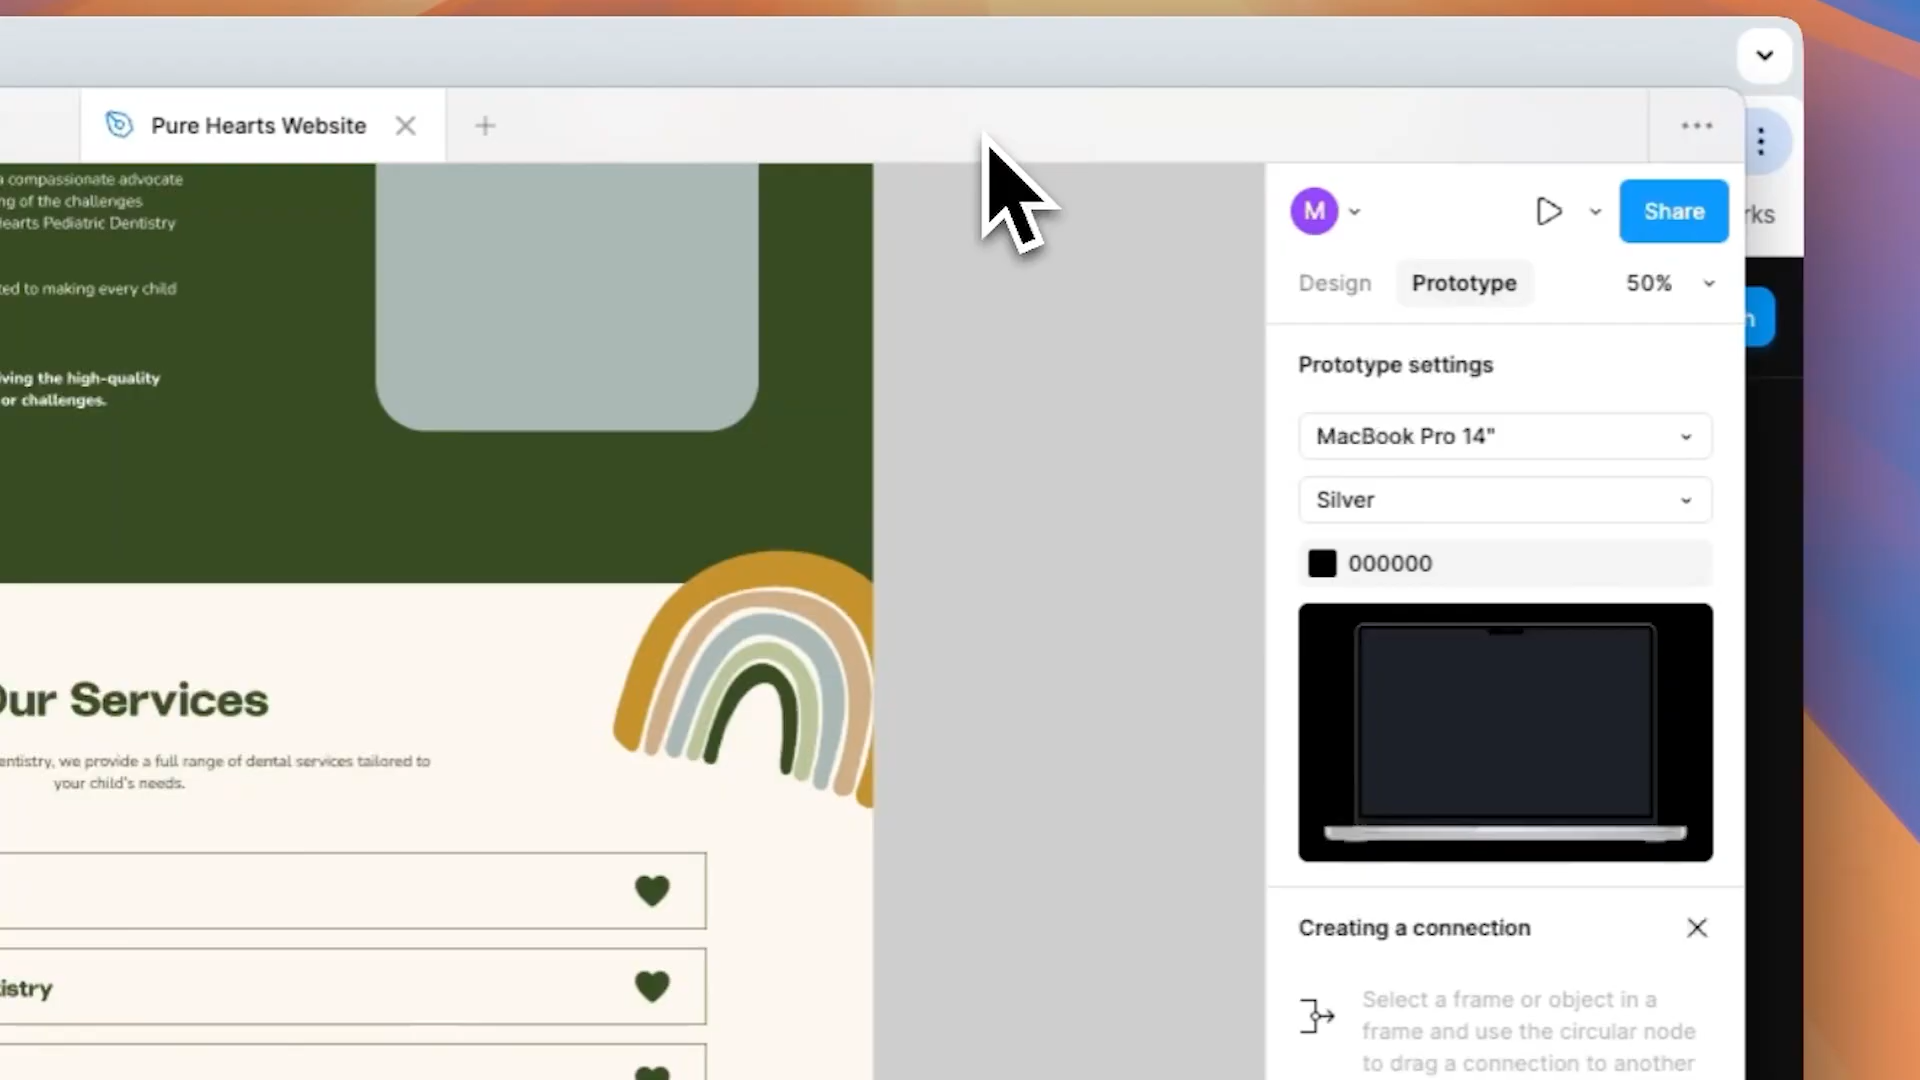 Pure Hearts Website
a compassionate advocate
ng of the challenges
Hearts Pediatric Dentistry
ted to making every child
iving the high-quality
or challenges.
Our Services
entistry, we provide a full range of dental services tailored to
your child's needs.
istry
M
Share
rks
Design
Prototype
50%
n
Prototype settings
MacBook Pro 14"
Silver
000000
Creating a connection
Select a frame or object in a
frame and use the circular node
to drag a connection to another